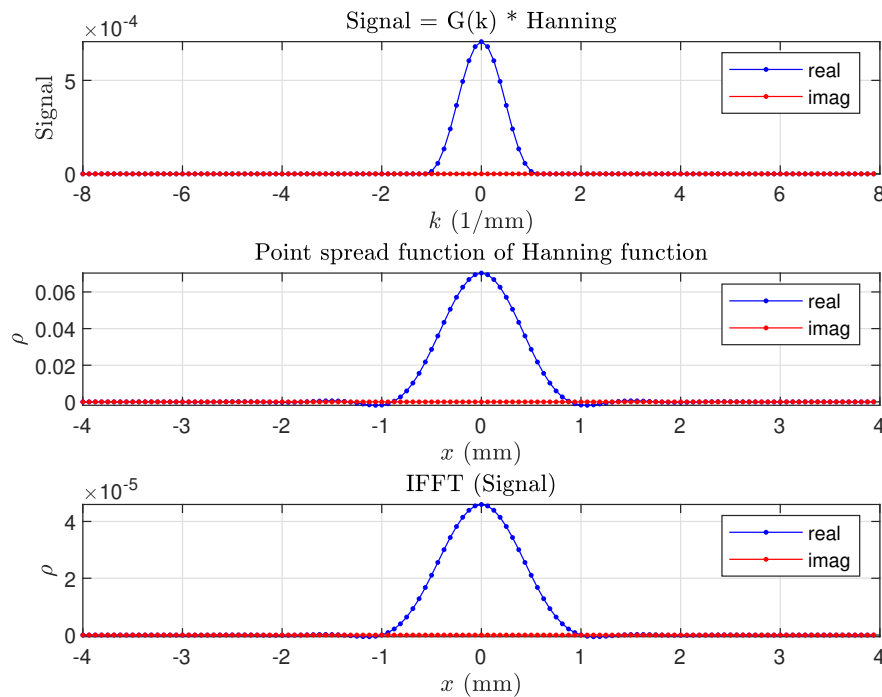 ×10⁻⁴
Signal = G(k) * Hanning
5
0
Signal
real
imag
-8 -6 -4 -2 0 2 4 6 8
k (1/mm)
Point spread function of Hanning function
0.06
0.04
0.02
0
ρ
real
imag
-4 -3 -2 -1 0 1 2 3 4
x (mm)
×10⁻⁵
IFFT (Signal)
4
2
0
ρ
real
imag
-4 -3 -2 -1 0 1 2 3 4
x (mm)